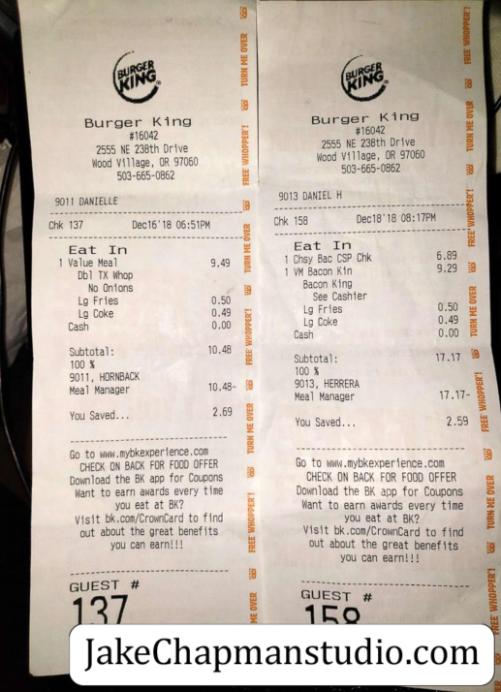 BURGER
KING
Burger King
#16042
2555 NE 238th Drive
Wood Village, OR 97060
503-665-0862
9011 DANIELLE
Chk 137 Dec16'18 06:51PM
Eat In
1 Value Meal 9.49
Dbl TX Whop
No Onions
Lg Fries 0.50
Lg Coke 0.49
Cash 0.00
Subtotal: 10.48
100 %
9011, HORNBACK
Meal Manager 10.48-
You Saved... 2.69
Go to www.mybkexperience.com
CHECK ON BACK FOR FOOD OFFER
Download the BK app for Coupons
Want to earn awards every time
you eat at BK?
Visit bk.com/CrownCard to find
out about the great benefits
you can earn!!!
GUEST #
137
TURN ME OVER
FREE WHOPPER!
TURN ME OVER
FREE WHOPPER!
TURN ME OVER
FREE WHOPPER!
TURN ME OVER
BURGER
KING
Burger King
#16042
2555 NE 238th Drive
Wood Village, OR 97060
503-665-0862
9013 DANIEL H
Chk 158 Dec18'18 08:17PM
Eat In
1 Chsy Bac CSP Chk 6.89
1 VM Bacon Kin 9.29
Bacon King
See Cashier
Lg Fries 0.50
Lg Coke 0.49
Cash 0.00
Subtotal: 17.17
100 %
9013, HERRERA
Meal Manager 17.17-
You Saved... 2.59
Go to www.mybkexperience.com
CHECK ON BACK FOR FOOD OFFER
Download the BK app for Coupons
Want to earn awards every time
you eat at BK?
Visit bk.com/CrownCard to find
out about the great benefits
you can earn!!!
GUEST #
158
FREE WHOPPER!
TURN ME OVER
FREE WHOPPER!
TURN ME OVER
FREE WHOPPER!
TURN ME OVER
FREE WHOPPER!
JakeChapmanstudio.com